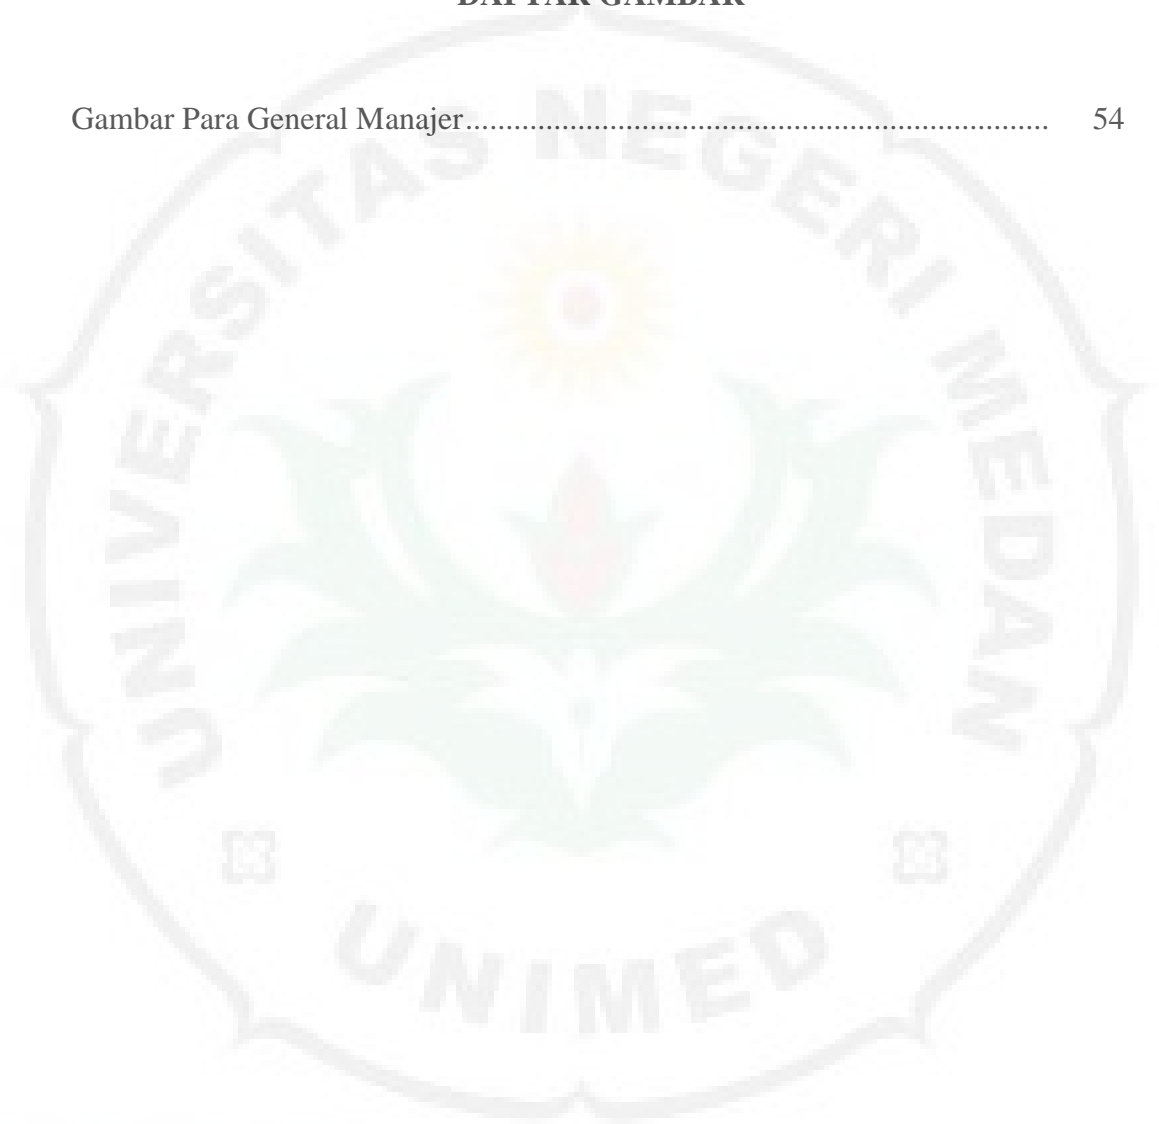 DAFTAR GAMBAR
Gambar Para General Manajer........................................................................ 54
UNIVERSITAS NEGERI MEDAN
UNIMED